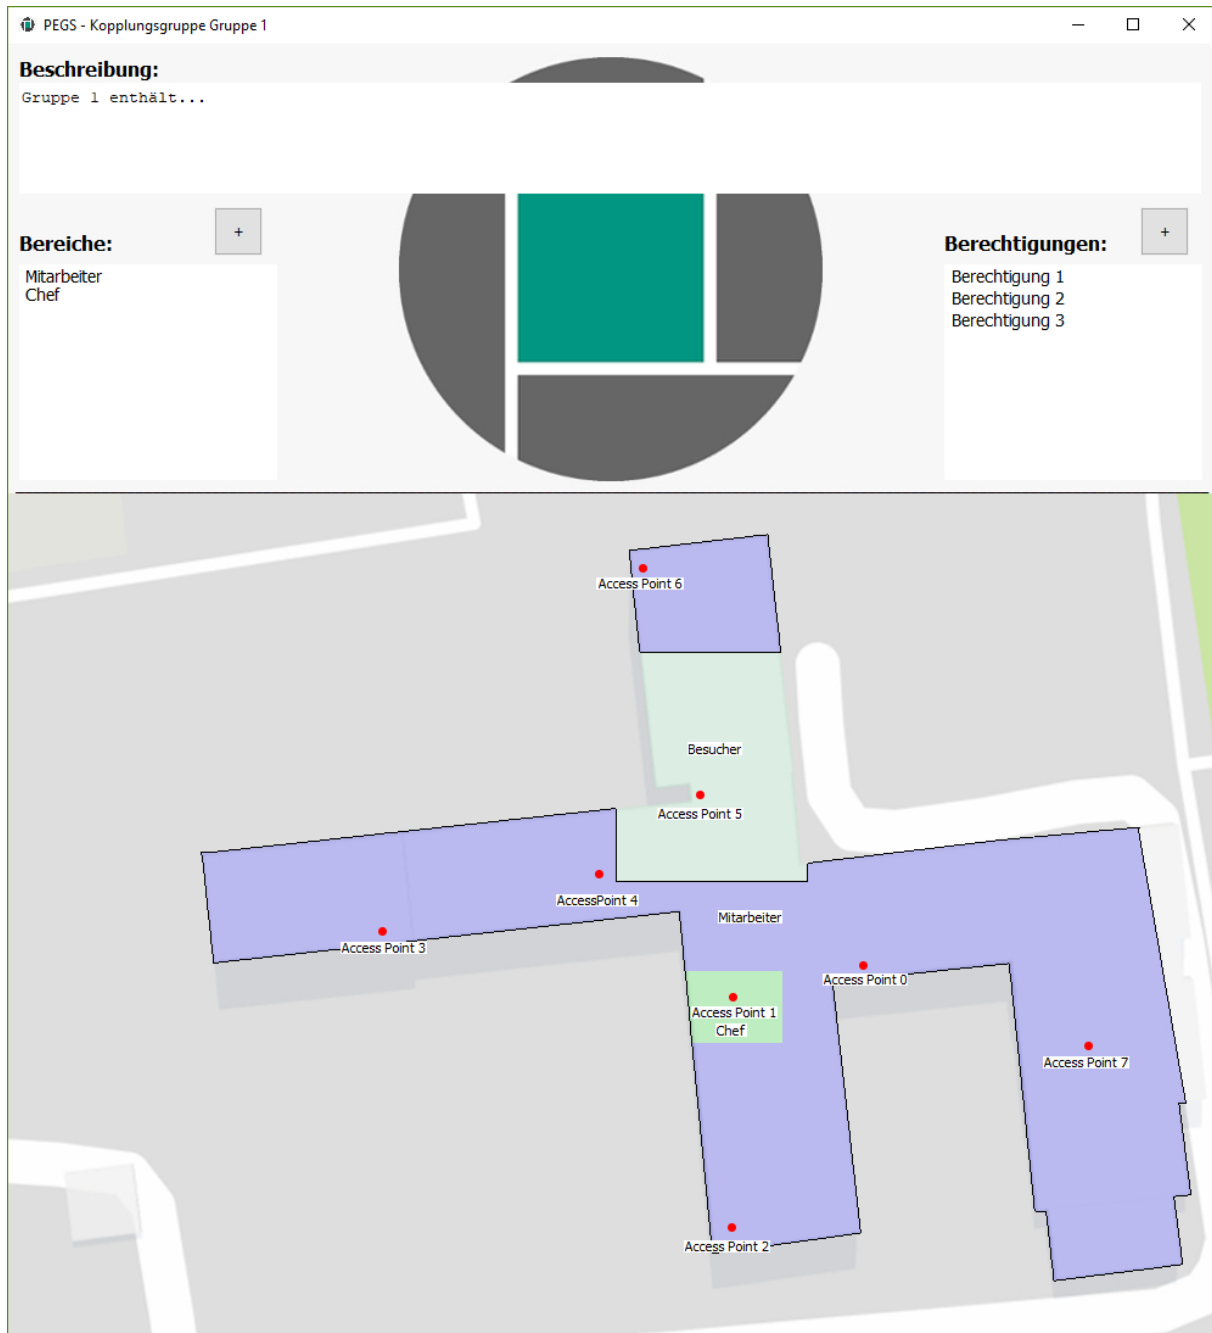 PEGS - Kopplungsgruppe Gruppe 1
Beschreibung:
Gruppe 1 enthält...
Bereiche:
+
Mitarbeiter
Chef
Berechtigungen:
+
Berechtigung 1
Berechtigung 2
Berechtigung 3
Access Point 6
Besucher
Access Point 5
AccessPoint 4
Mitarbeiter
Access Point 3
Access Point 0
Access Point 1
Chef
Access Point 7
Access Point 2